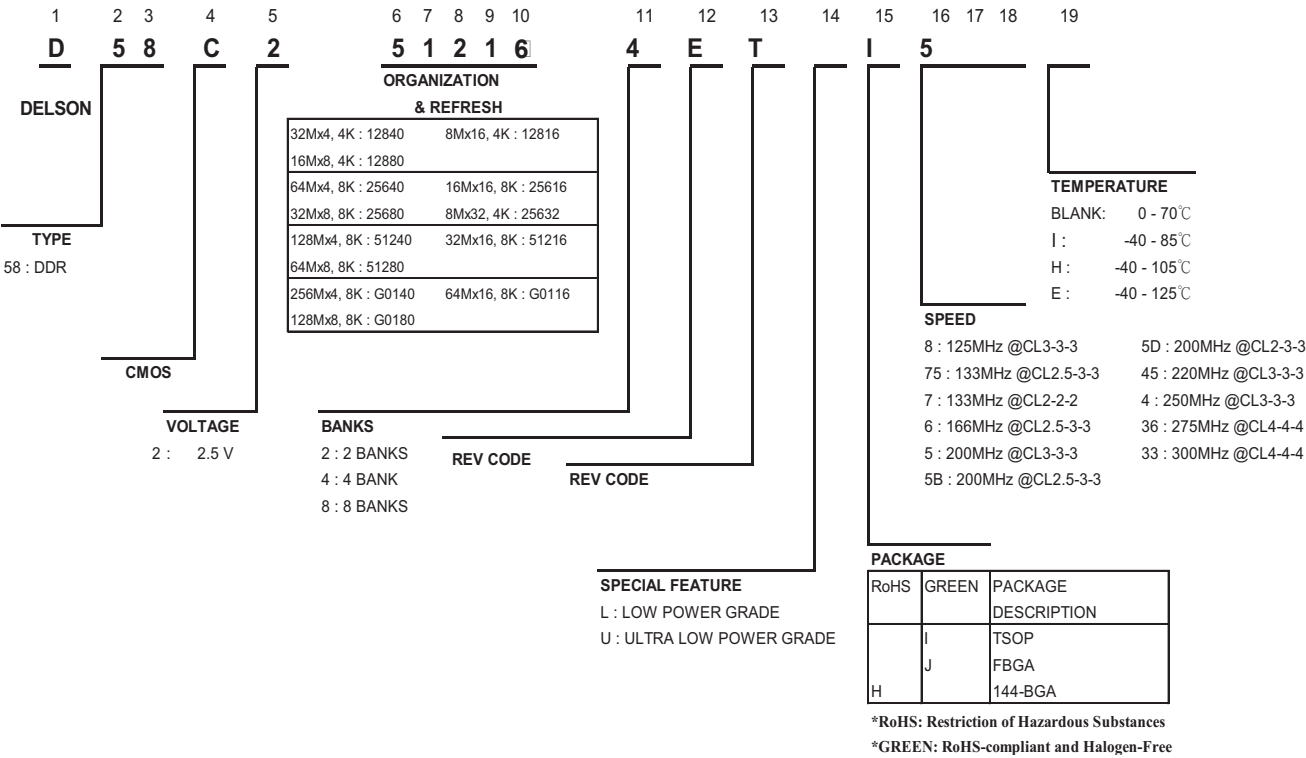 1 2 3 4 5 6 7 8 9 10 11 12 13 14 15 16 17 18 19
D 5 8 C 2 5 1 2 1 6 4 E T I 5
DELSON
ORGANIZATION
& REFRESH
32Mx4, 4K : 12840 8Mx16, 4K : 12816
16Mx8, 4K : 12880
64Mx4, 8K : 25640 16Mx16, 8K : 25616
32Mx8, 8K : 25680 8Mx32, 4K : 25632
128Mx4, 8K : 51240 32Mx16, 8K : 51216
64Mx8, 8K : 51280
256Mx4, 8K : G0140 64Mx16, 8K : G0116
128Mx8, 8K : G0180
TYPE
58 : DDR
CMOS
VOLTAGE
2 : 2.5 V
BANKS
2 : 2 BANKS
4 : 4 BANK
8 : 8 BANKS
REV CODE
REV CODE
TEMPERATURE
BLANK: 0 - 70℃
I : -40 - 85℃
H : -40 - 105℃
E : -40 - 125℃
SPEED
8 : 125MHz @CL3-3-3 5D : 200MHz @CL2-3-3
75 : 133MHz @CL2.5-3-3 45 : 220MHz @CL3-3-3
7 : 133MHz @CL2-2-2 4 : 250MHz @CL3-3-3
6 : 166MHz @CL2.5-3-3 36 : 275MHz @CL4-4-4
5 : 200MHz @CL3-3-3 33 : 300MHz @CL4-4-4
5B : 200MHz @CL2.5-3-3
SPECIAL FEATURE
L : LOW POWER GRADE
U : ULTRA LOW POWER GRADE
PACKAGE
RoHS GREEN PACKAGE
DESCRIPTION
I TSOP
J FBGA
H 144-BGA
*RoHS: Restriction of Hazardous Substances
*GREEN: RoHS-compliant and Halogen-Free